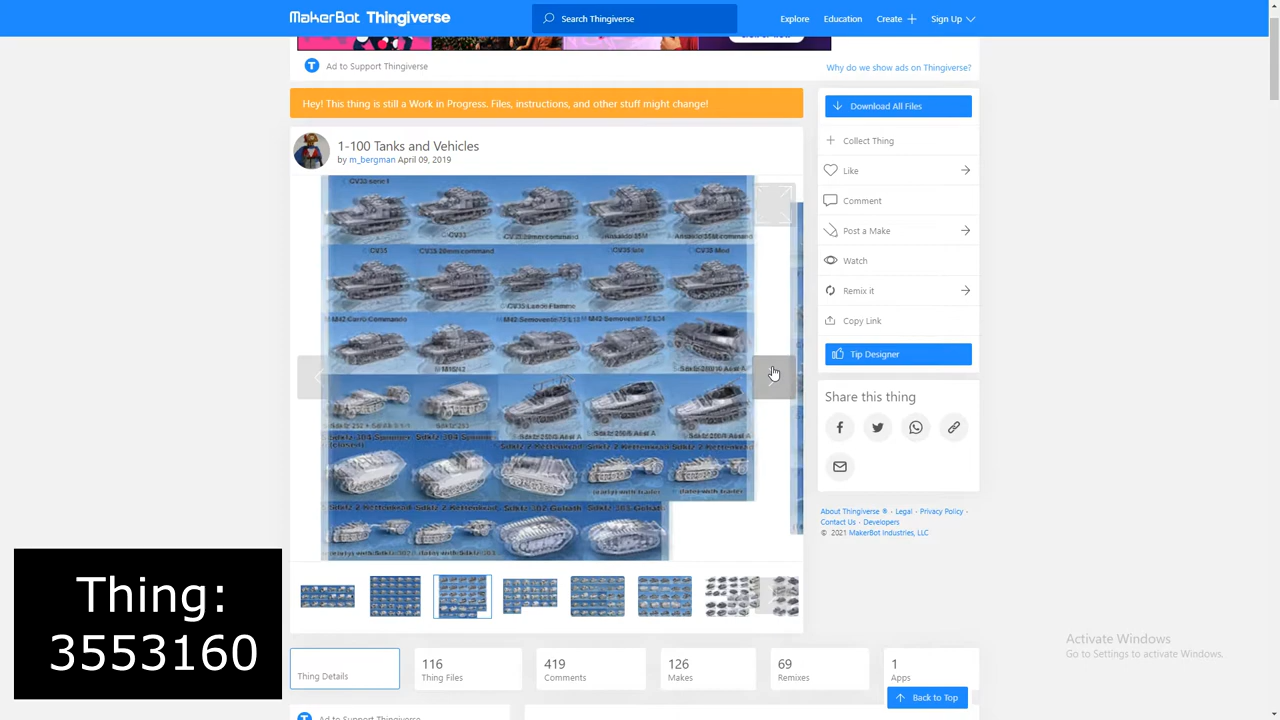 MakerBot Thingiverse
Search Thingiverse
Explore
Education
Create
Sign Up
Ad to Support Thingiverse
Why do we show ads on Thingiverse?
Hey! This thing is still a Work in Progress. Files, instructions, and other stuff might change!
1-100 Tanks and Vehicles
by m_bergman April 09, 2019
Download All Files
Collect Thing
Like
Comment
Post a Make
Watch
Remix it
Copy Link
Tip Designer
Share this thing
About Thingiverse ® · Legal · Privacy Policy ·
Contact Us · Developers
© 2021 MakerBot Industries, LLC
Thing:
3553160
Thing Details
116
Thing Files
419
Comments
126
Makes
69
Remixes
1
Apps
Back to Top
Ad to Support Thingiverse
Activate Windows
Go to Settings to activate Windows.